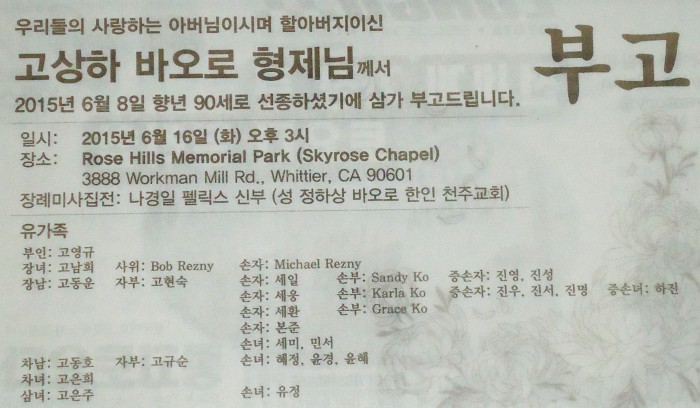 우리들의 사랑하는 아버님이시며 할아버지이신
고상하 바오로 형제님께서
부고
2015년 6월 8일 향년 90세로 선종하셨기에 삼가 부고드립니다.
일시: 2015년 6월 16일 (화) 오후 3시
장소: Rose Hills Memorial Park (Skyrose Chapel)
3888 Workman Mill Rd., Whittier, CA 90601
장례미사집전: 나경일 펠릭스 신부 (성 정하상 바오로 한인 천주교회)
유가족
부인: 고영규
장녀: 고남희 사위: Bob Rezny 손자: Michael Rezny
장남: 고동운 자부: 고현숙 손자: 세일 손부: Sandy Ko 증손자: 진영, 진성
손자: 세웅 손부: Karla Ko 증손자: 진우, 진서, 진명 증손녀: 하진
손자: 세환 손부: Grace Ko
손자: 본준
손녀: 세미, 민서
차남: 고동호 자부: 고규순 손녀: 혜정, 윤경, 윤혜
차녀: 고은희
삼녀: 고은주 손녀: 유정